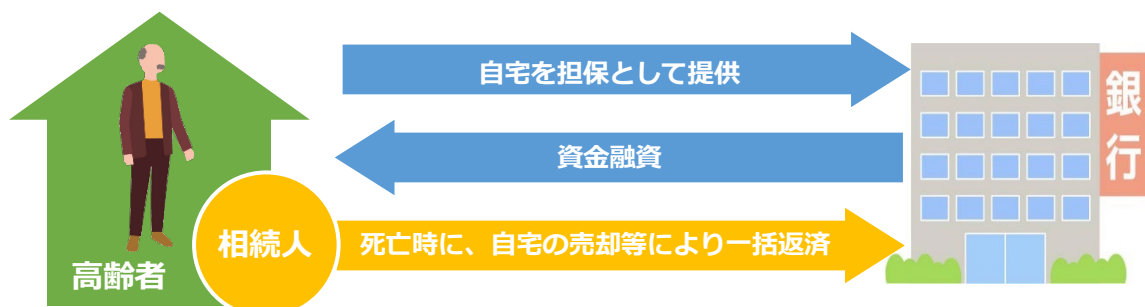 自宅を担保として提供
銀行
資金融資
相続人
死亡時に、自宅の売却等により一括返済
高齢者